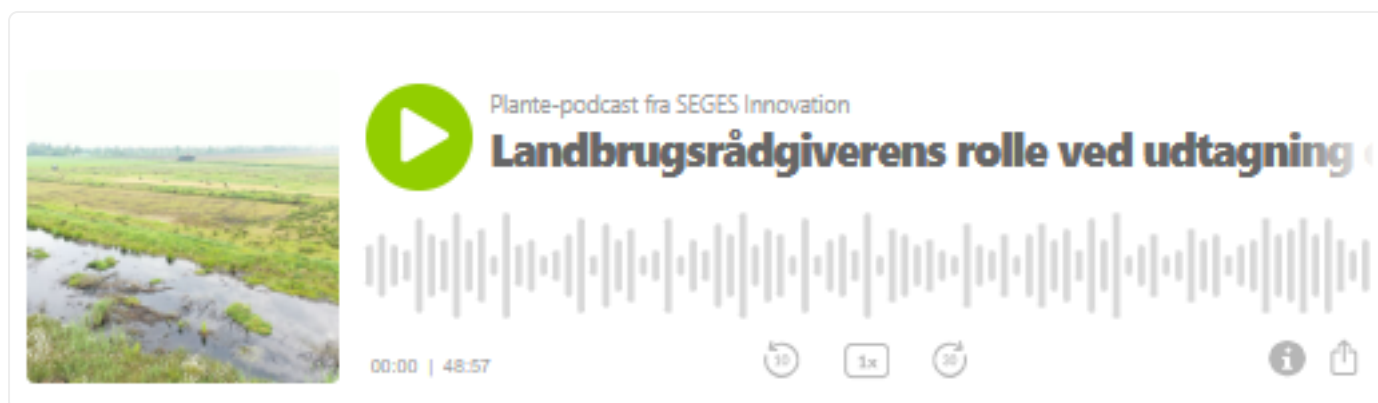 Plante-podcast fra SEGES Innovation
Landbrugsrådgiverens rolle ved udtagning
00:00 | 48:57
10
1x
30
i